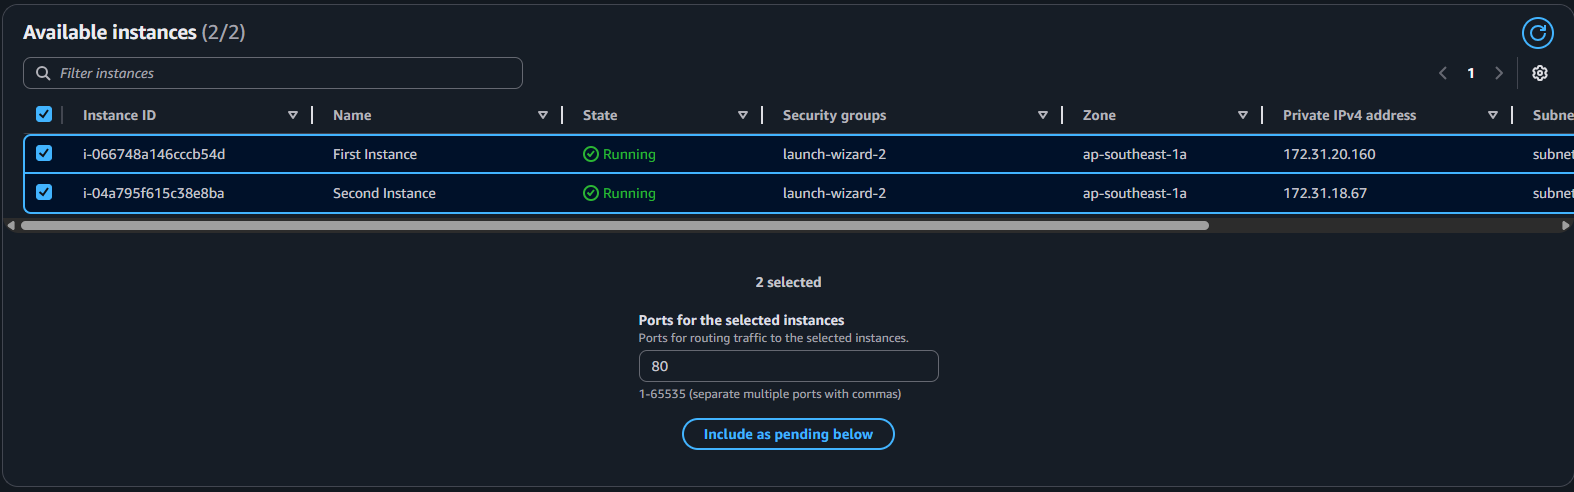 Available instances (2/2)
Filter instances
1
Instance ID Name State Security groups Zone Private IPv4 address Subne
i-066748a146cccb54d First Instance Running launch-wizard-2 ap-southeast-1a 172.31.20.160 subnet
i-04a795f615c38e8ba Second Instance Running launch-wizard-2 ap-southeast-1a 172.31.18.67 subnet
2 selected
Ports for the selected instances
Ports for routing traffic to the selected instances.
80
1-65535 (separate multiple ports with commas)
Include as pending below